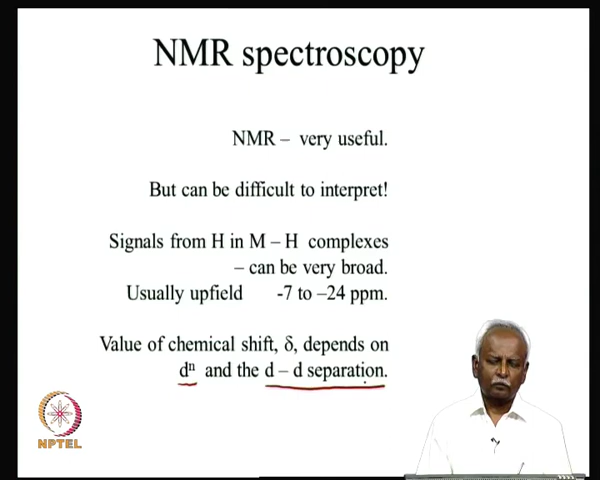 NMR spectroscopy
NMR – very useful.
But can be difficult to interpret!
Signals from H in M – H complexes
– can be very broad.
Usually upfield -7 to –24 ppm.
Value of chemical shift, δ, depends on
dⁿ and the d – d separation.
NPTEL